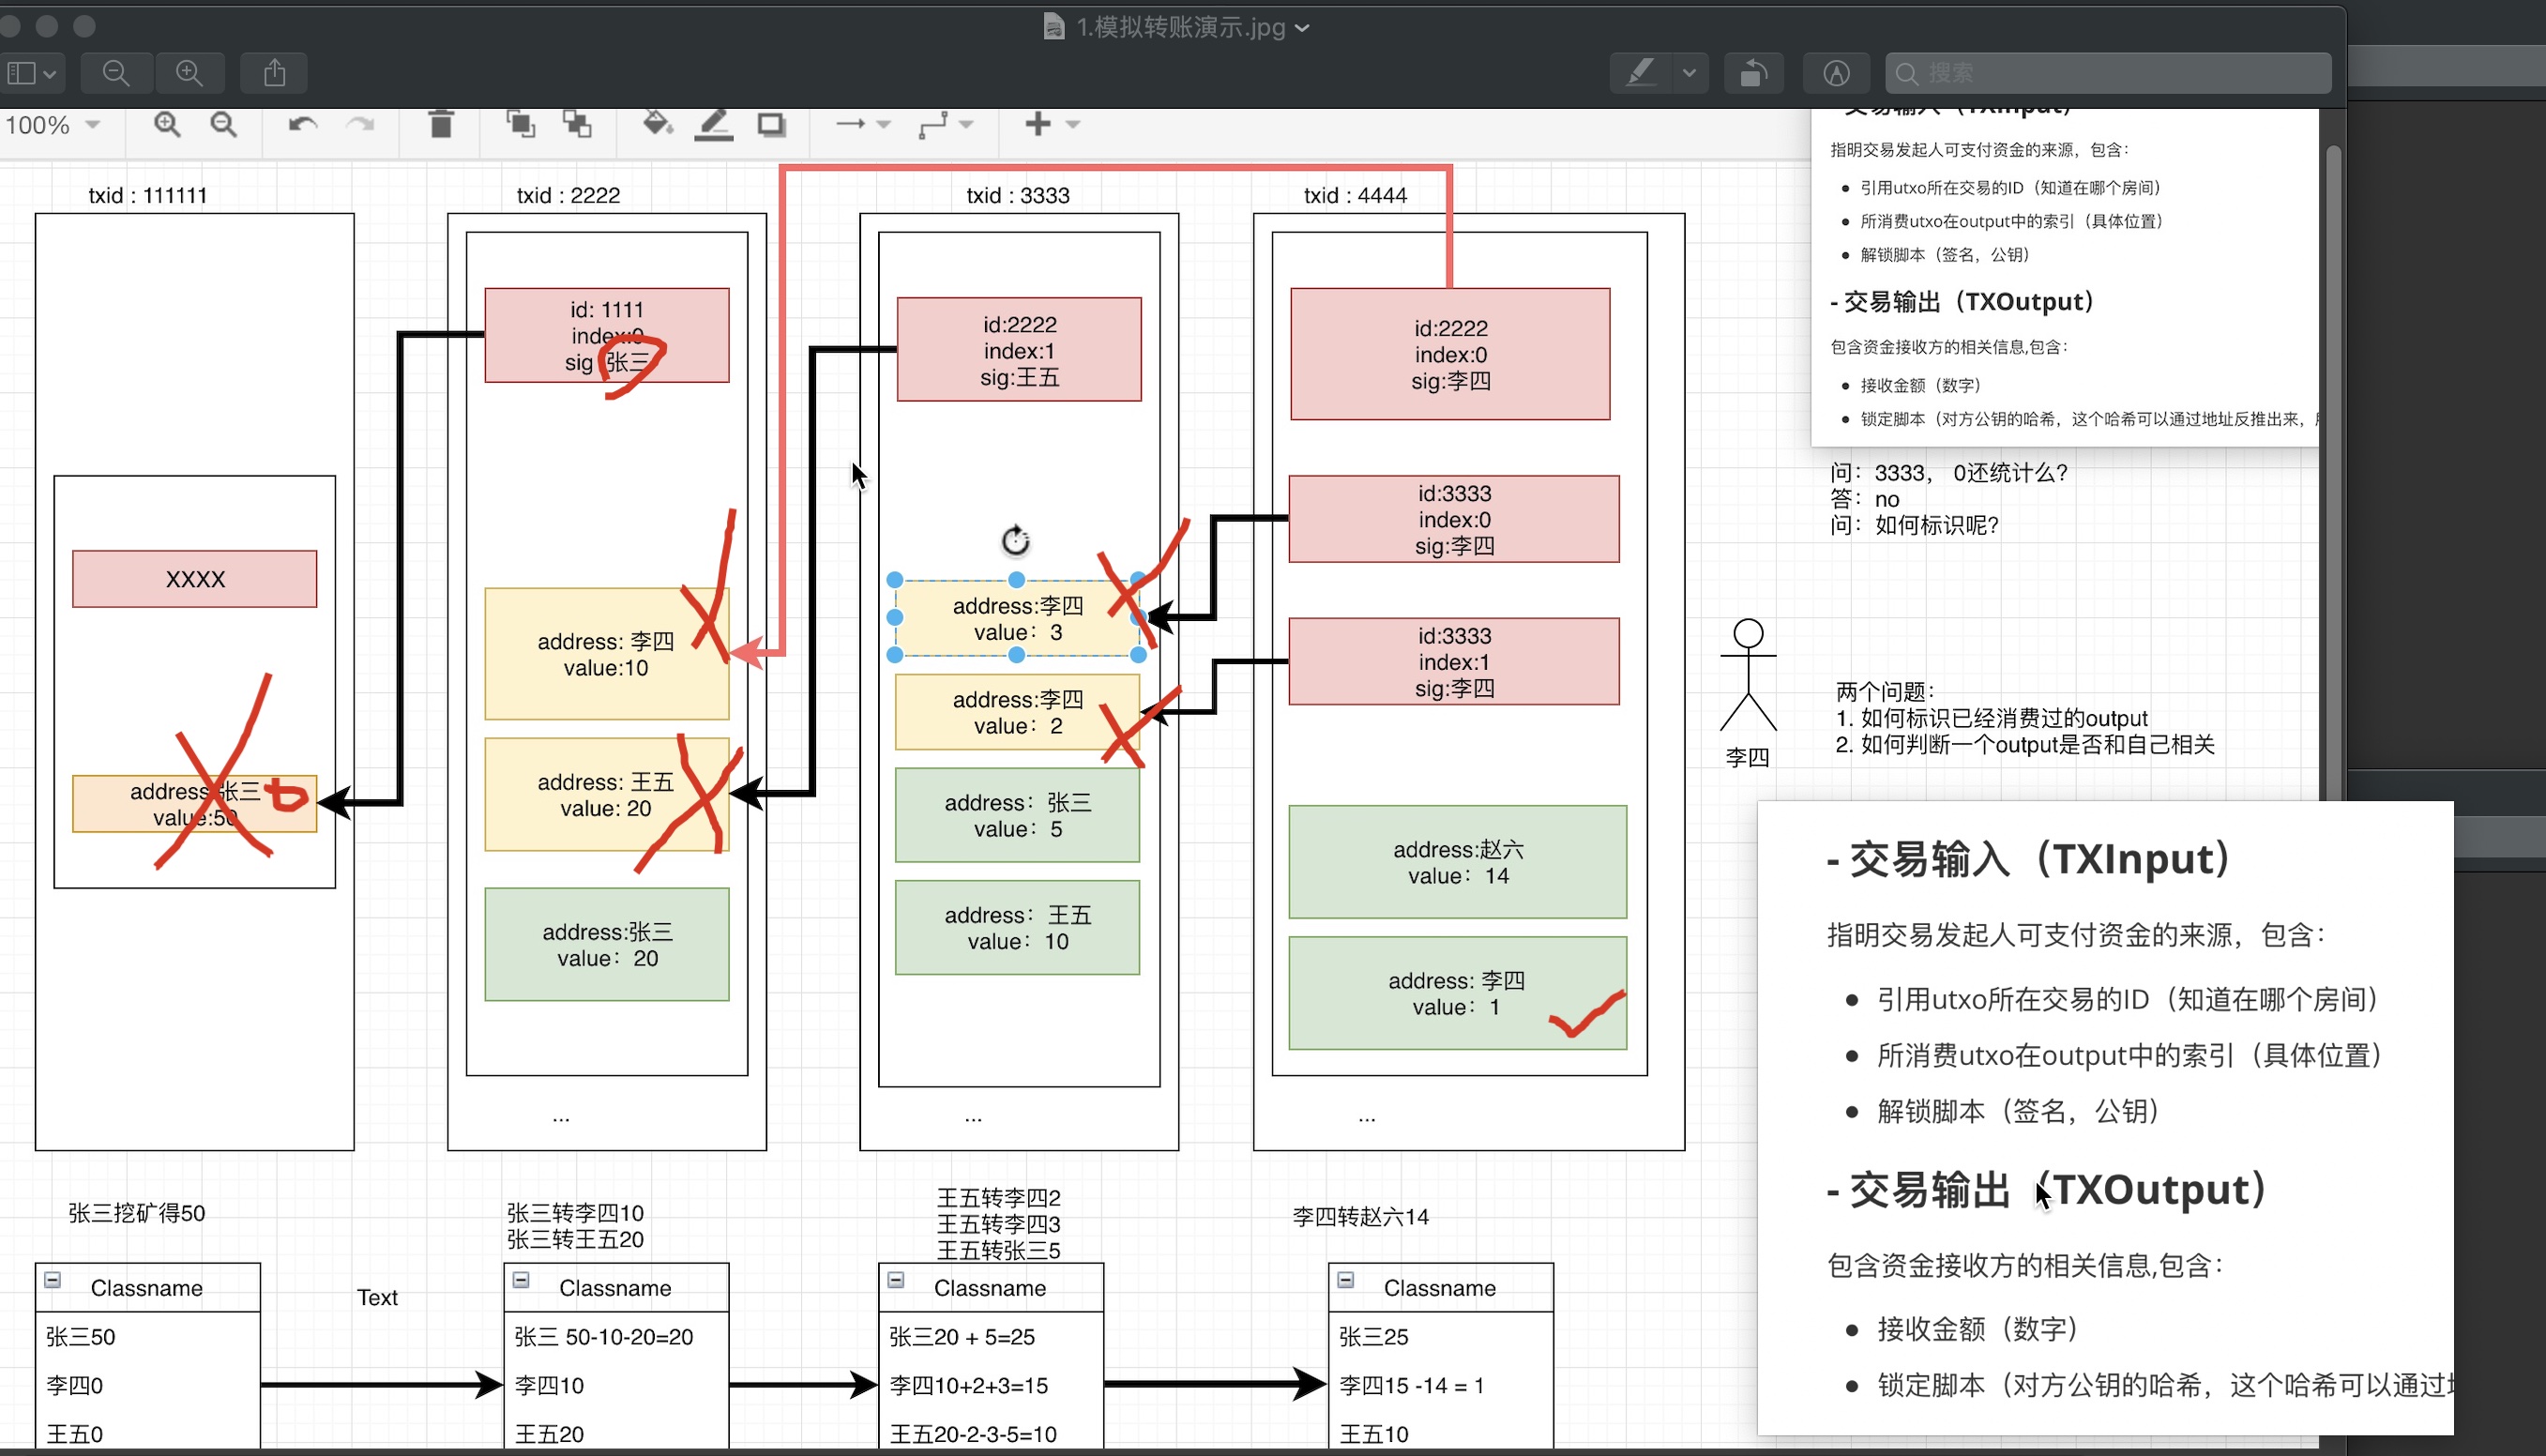 1.模拟转账演示.jpg
搜索
100%
txid : 111111
txid : 2222
txid : 3333
txid : 4444
XXXX
address:张三
value:50
id: 1111
index:0
sig 张三
address: 李四
value:10
address: 王五
value: 20
address:张三
value: 20
...
id:2222
index:1
sig:王五
address:李四
value: 3
address:李四
value: 2
address: 张三
value: 5
address: 王五
value: 10
...
id:2222
index:0
sig:李四
id:3333
index:0
sig:李四
id:3333
index:1
sig:李四
address:赵六
value: 14
address: 李四
value: 1
...
交易输入（TXInput）
指明交易发起人可支付资金的来源，包含：
引用utxo所在交易的ID（知道在哪个房间）
所消费utxo在output中的索引（具体位置）
解锁脚本（签名，公钥）
- 交易输出（TXOutput）
包含资金接收方的相关信息,包含：
接收金额（数字）
锁定脚本（对方公钥的哈希，这个哈希可以通过地址反推出来，
问：3333， 0还统计么?
答：no
问：如何标识呢?
李四
两个问题：
1. 如何标识已经消费过的output
2. 如何判断一个output是否和自己相关
- 交易输入（TXInput）
指明交易发起人可支付资金的来源，包含：
引用utxo所在交易的ID（知道在哪个房间）
所消费utxo在output中的索引（具体位置）
解锁脚本（签名，公钥）
- 交易输出（TXOutput）
包含资金接收方的相关信息,包含：
接收金额（数字）
锁定脚本（对方公钥的哈希，这个哈希可以通过
张三挖矿得50
张三转李四10
张三转王五20
王五转李四2
王五转李四3
王五转张三5
李四转赵六14
Classname
张三50
李四0
王五0
Text
Classname
张三 50-10-20=20
李四10
王五20
Classname
张三20 + 5=25
李四10+2+3=15
王五20-2-3-5=10
Classname
张三25
李四15 -14 = 1
王五10